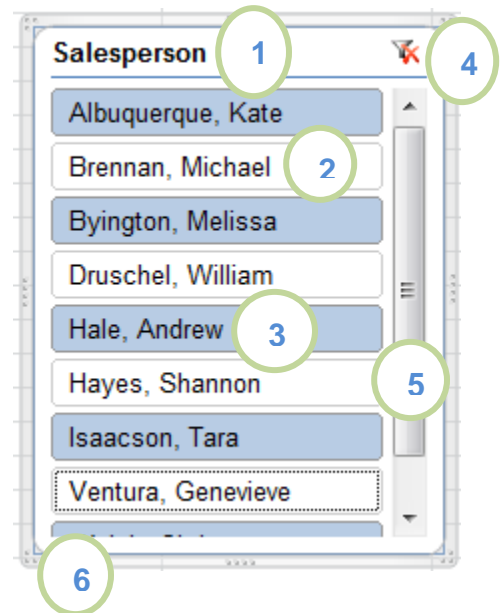 Salesperson 1
4
Albuquerque, Kate
Brennan, Michael 2
Byington, Melissa
Druschel, William
Hale, Andrew 3
Hayes, Shannon 5
Isaacson, Tara
Ventura, Genevieve
6